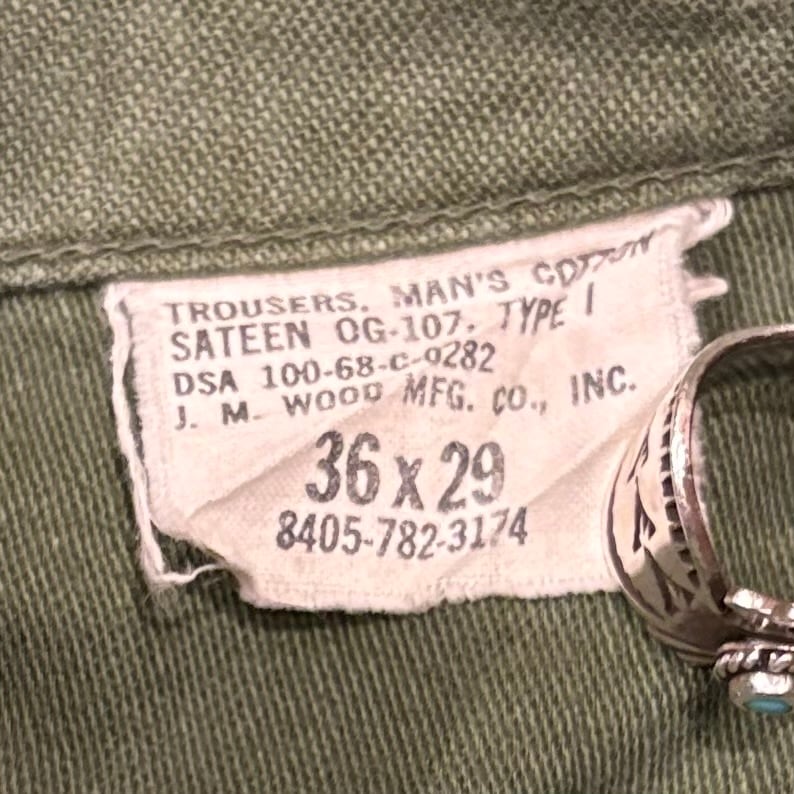 TROUSERS. MAN'S COTTON
SATEEN OG-107. TYPE I
DSA 100-68-C-0282
J. M. WOOD MFG. CO., INC.
36 x 29
8405-782-3174